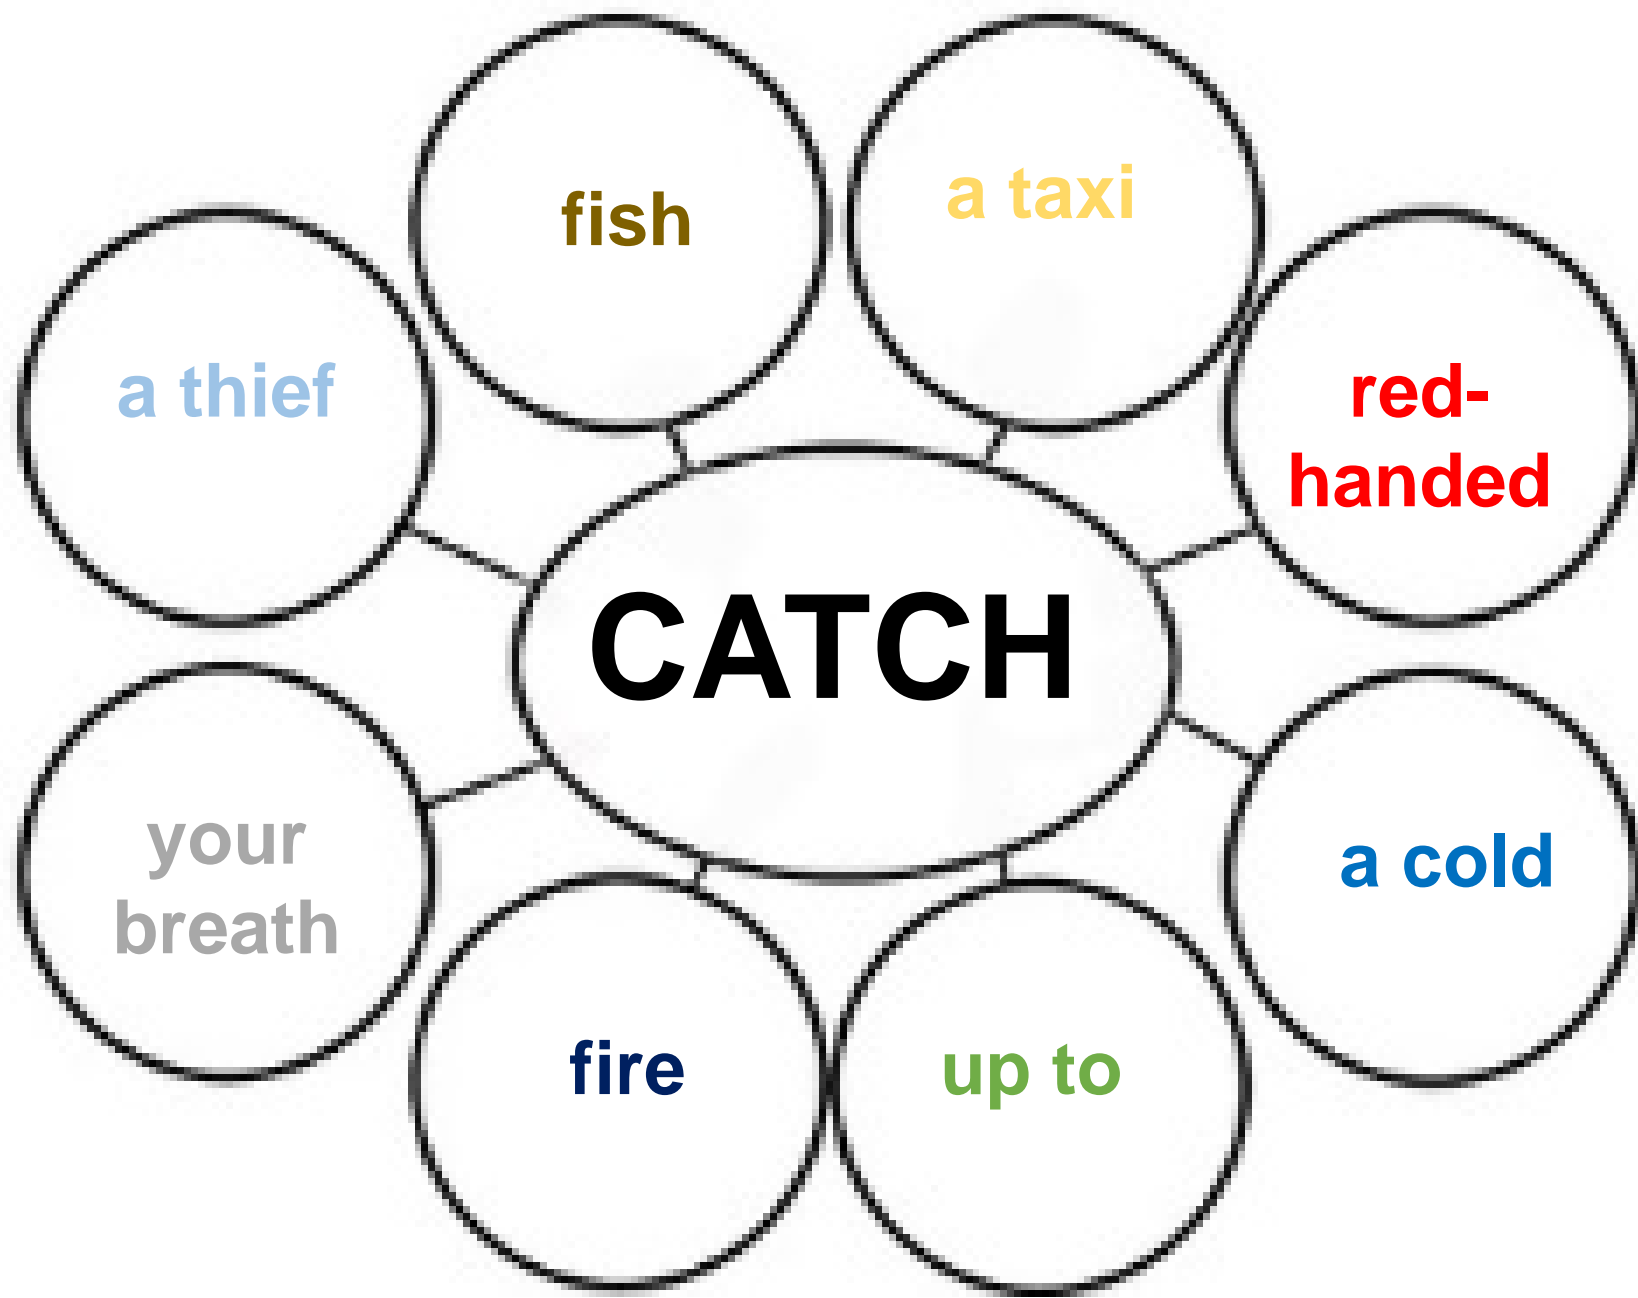 fish
a taxi
a thief
red-
handed
CATCH
your
breath
a cold
fire
up to